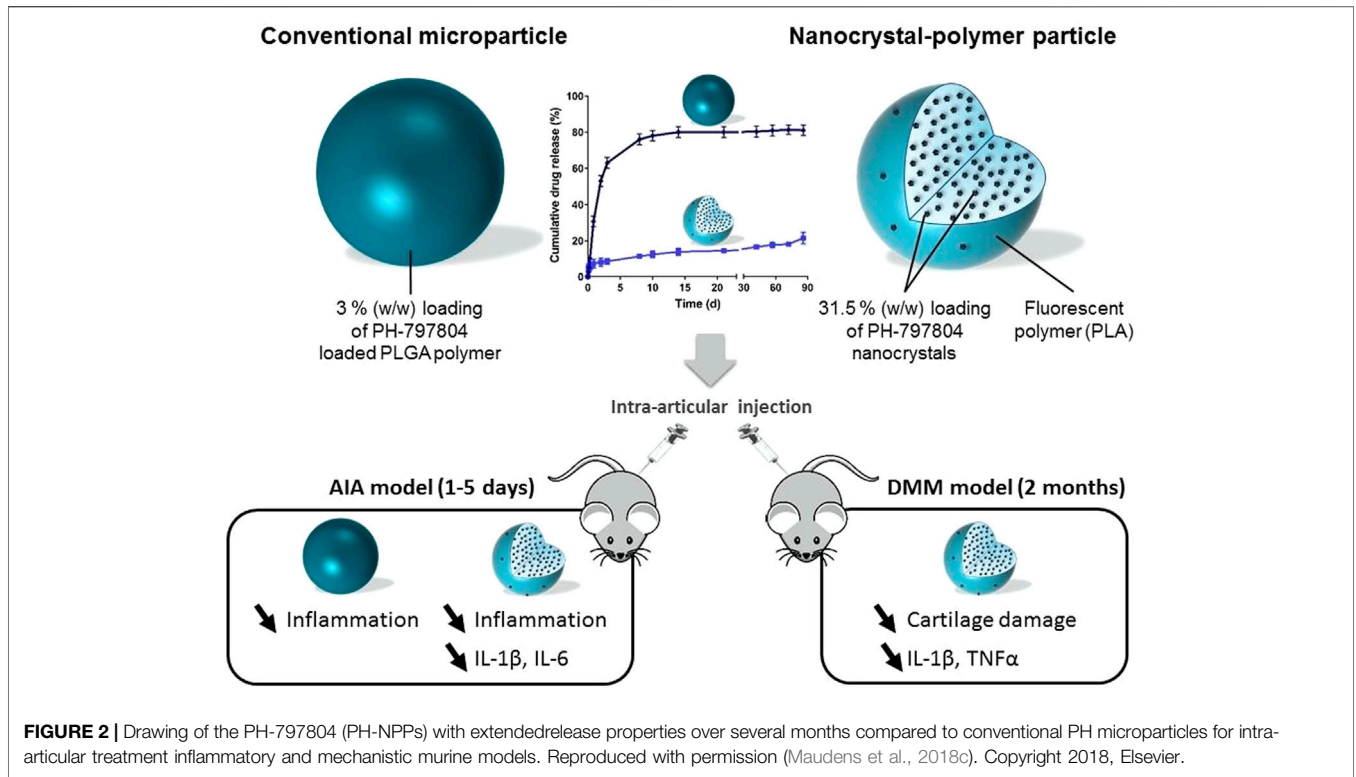 Conventional microparticle
Nanocrystal-polymer particle
Cumulative drug release (%)
100
80
60
40
20
0
0 5 10 15 20 30 60 90
Time (d)
3 % (w/w) loading
of PH-797804
loaded PLGA polymer
31.5 % (w/w) loading
of PH-797804
nanocrystals
Fluorescent
polymer (PLA)
Intra-articular injection
AIA model (1-5 days)
Inflammation
Inflammation
IL-1β, IL-6
DMM model (2 months)
Cartilage damage
IL-1β, TNFα
FIGURE 2 | Drawing of the PH-797804 (PH-NPPs) with extendedrelease properties over several months compared to conventional PH microparticles for intra-
articular treatment inflammatory and mechanistic murine models. Reproduced with permission (Maudens et al., 2018c). Copyright 2018, Elsevier.